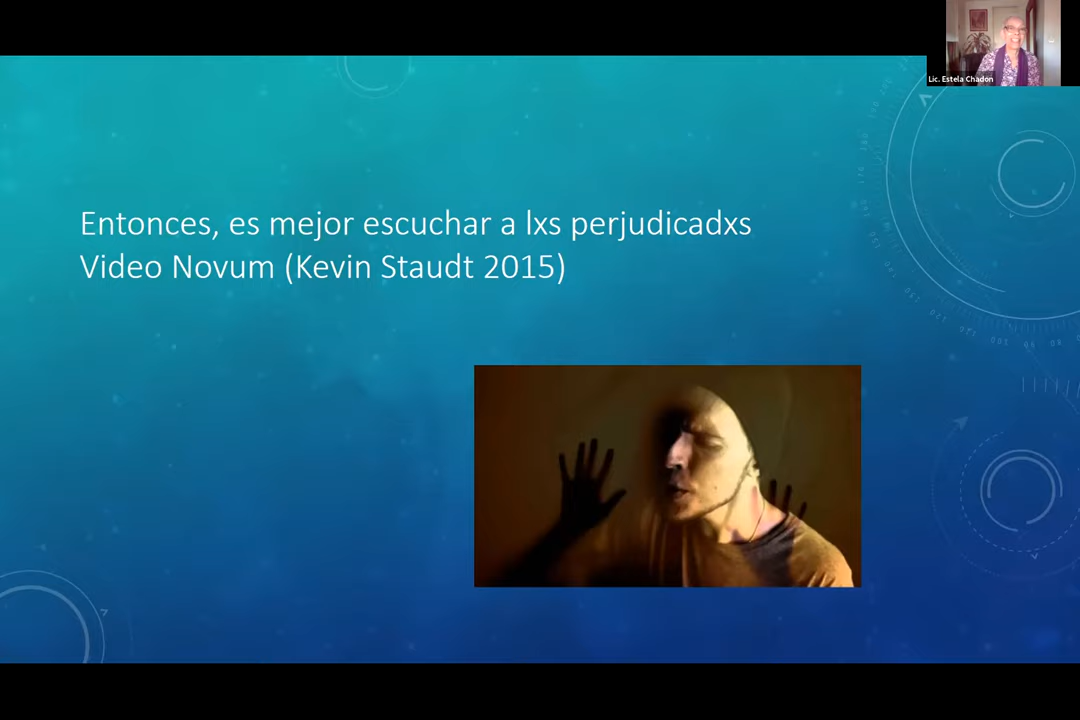 Lic. Estela Chadon
Entonces, es mejor escuchar a lxs perjudicadxs
Video Novum (Kevin Staudt 2015)